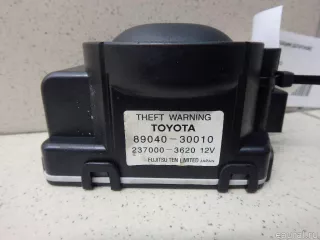 THEFT WARNING
TOYOTA
89040-30010
237000-3620 12V
FUJITSU TEN LIMITED JAPAN